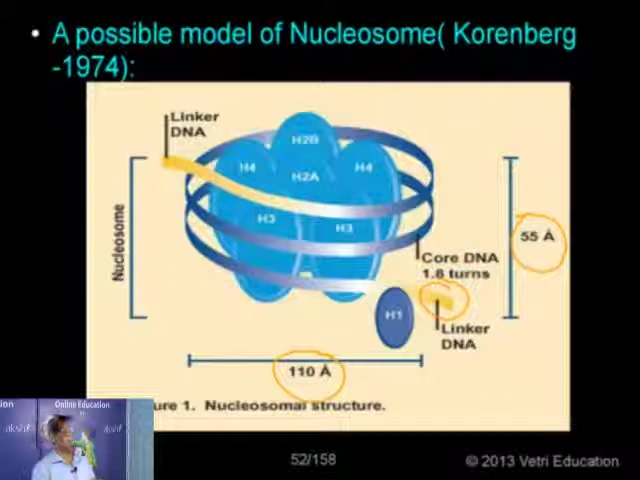 • A possible model of Nucleosome( Korenberg
-1974):
Linker
DNA
H2B
H4
H2A
H4
H3
H3
Nucleosome
55 Å
Core DNA
1.8 turns
H1
Linker
DNA
110 Å
ure 1. Nucleosomal structure.
Online Education
52/158
© 2013 Vetri Education